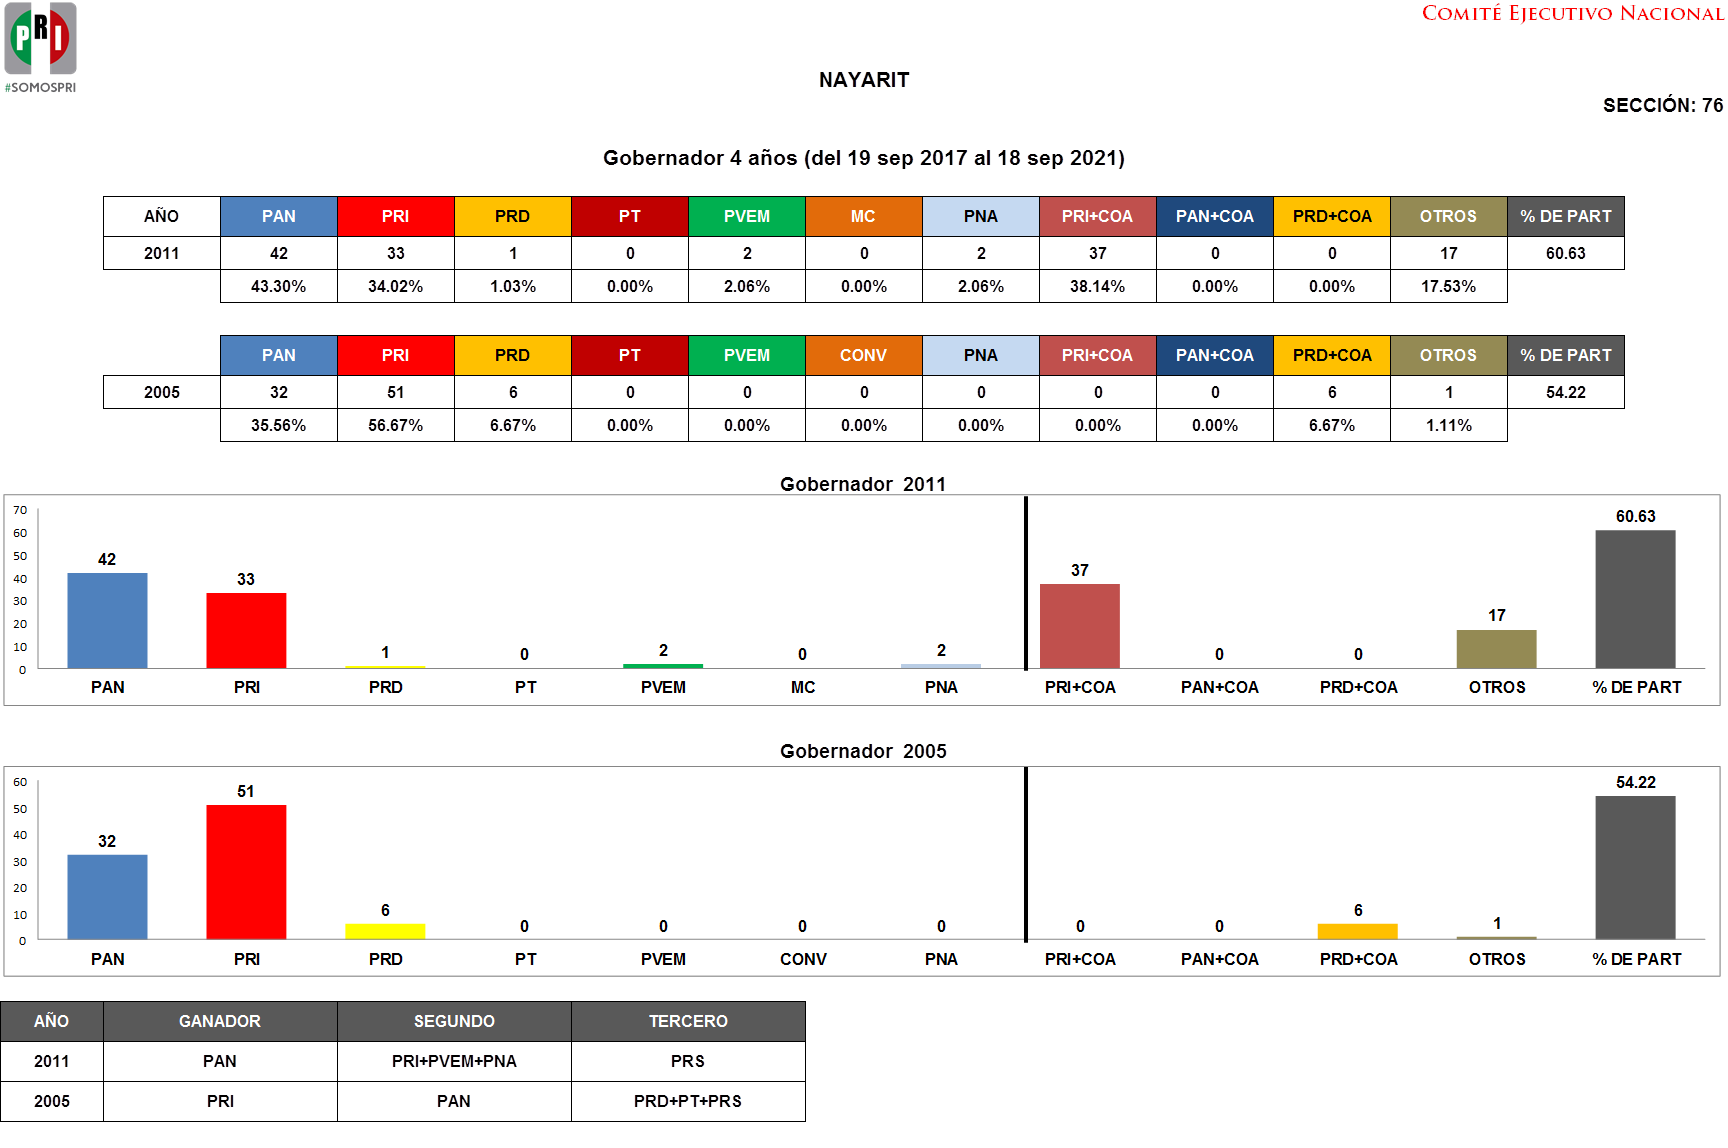 PRI
#SOMOSPRI
COMITÉ EJECUTIVO NACIONAL
NAYARIT
SECCIÓN: 76
Gobernador 4 años (del 19 sep 2017 al 18 sep 2021)
AÑO PAN PRI PRD PT PVEM MC PNA PRI+COA PAN+COA PRD+COA OTROS % DE PART
2011 42 33 1 0 2 0 2 37 0 0 17 60.63
43.30% 34.02% 1.03% 0.00% 2.06% 0.00% 2.06% 38.14% 0.00% 0.00% 17.53%
PAN PRI PRD PT PVEM CONV PNA PRI+COA PAN+COA PRD+COA OTROS % DE PART
2005 32 51 6 0 0 0 0 0 0 6 1 54.22
35.56% 56.67% 6.67% 0.00% 0.00% 0.00% 0.00% 0.00% 0.00% 6.67% 1.11%
Gobernador 2011
70
60
50
40
30
20
10
0
42 33 1 0 2 0 2 37 0 0 17 60.63
PAN PRI PRD PT PVEM MC PNA PRI+COA PAN+COA PRD+COA OTROS % DE PART
Gobernador 2005
60
50
40
30
20
10
0
32 51 6 0 0 0 0 0 0 6 1 54.22
PAN PRI PRD PT PVEM CONV PNA PRI+COA PAN+COA PRD+COA OTROS % DE PART
AÑO GANADOR SEGUNDO TERCERO
2011 PAN PRI+PVEM+PNA PRS
2005 PRI PAN PRD+PT+PRS